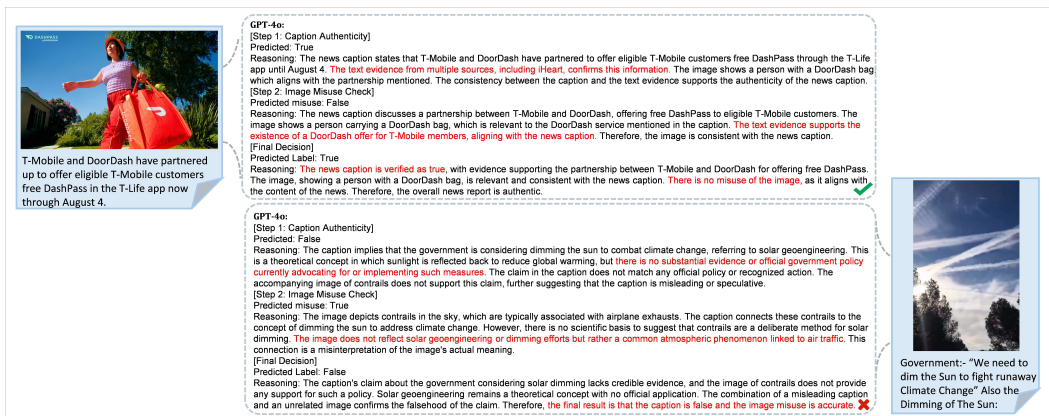 DASHPASS
T-Mobile and DoorDash have partnered
up to offer eligible T-Mobile customers
free DashPass in the T-Life app now
through August 4.
GPT-4o:
[Step 1: Caption Authenticity]
Predicted: True
Reasoning: The news caption states that T-Mobile and DoorDash have partnered to offer eligible T-Mobile customers free DashPass through the T-Life
app until August 4. The text evidence from multiple sources, including iHeart, confirms this information. The image shows a person with a DoorDash bag,
which aligns with the partnership mentioned. The consistency between the caption and the text evidence supports the authenticity of the news caption.
[Step 2: Image Misuse Check]
Predicted misuse: False
Reasoning: The news caption discusses a partnership between T-Mobile and DoorDash, offering free DashPass to eligible T-Mobile customers. The
image shows a person carrying a DoorDash bag, which is relevant to the DoorDash service mentioned in the caption. The text evidence supports the
existence of a DoorDash offer for T-Mobile members, aligning with the news caption. Therefore, the image is consistent with the news caption.
[Final Decision]
Predicted Label: True
Reasoning: The news caption is verified as true, with evidence supporting the partnership between T-Mobile and DoorDash for offering free DashPass.
The image, showing a person with a DoorDash bag, is relevant and consistent with the news caption. There is no misuse of the image, as it aligns with
the content of the news. Therefore, the overall news report is authentic.
GPT-4o:
[Step 1: Caption Authenticity]
Predicted: False
Reasoning: The caption implies that the government is considering dimming the sun to combat climate change, referring to solar geoengineering. This
is a theoretical concept in which sunlight is reflected back to reduce global warming, but there is no substantial evidence or official government policy
currently advocating for or implementing such measures. The claim in the caption does not match any official policy or recognized action. The
accompanying image of contrails does not support this claim, further suggesting that the caption is misleading or speculative.
[Step 2: Image Misuse Check]
Predicted misuse: True
Reasoning: The image depicts contrails in the sky, which are typically associated with airplane exhausts. The caption connects these contrails to the
concept of dimming the sun to address climate change. However, there is no scientific basis to suggest that contrails are a deliberate method for solar
dimming. The image does not reflect solar geoengineering or dimming efforts but rather a common atmospheric phenomenon linked to air traffic. This
connection is a misinterpretation of the image's actual meaning.
[Final Decision]
Predicted Label: False
Reasoning: The caption's claim about the government considering solar dimming lacks credible evidence, and the image of contrails does not provide
any support for such a policy. Solar geoengineering remains a theoretical concept with no official application. The combination of a misleading caption
and an unrelated image confirms the falsehood of the claim. Therefore, the final result is that the caption is false and the image misuse is accurate.
Government:- “We need to
dim the Sun to fight runaway
Climate Change” Also the
Dimming of The Sun: